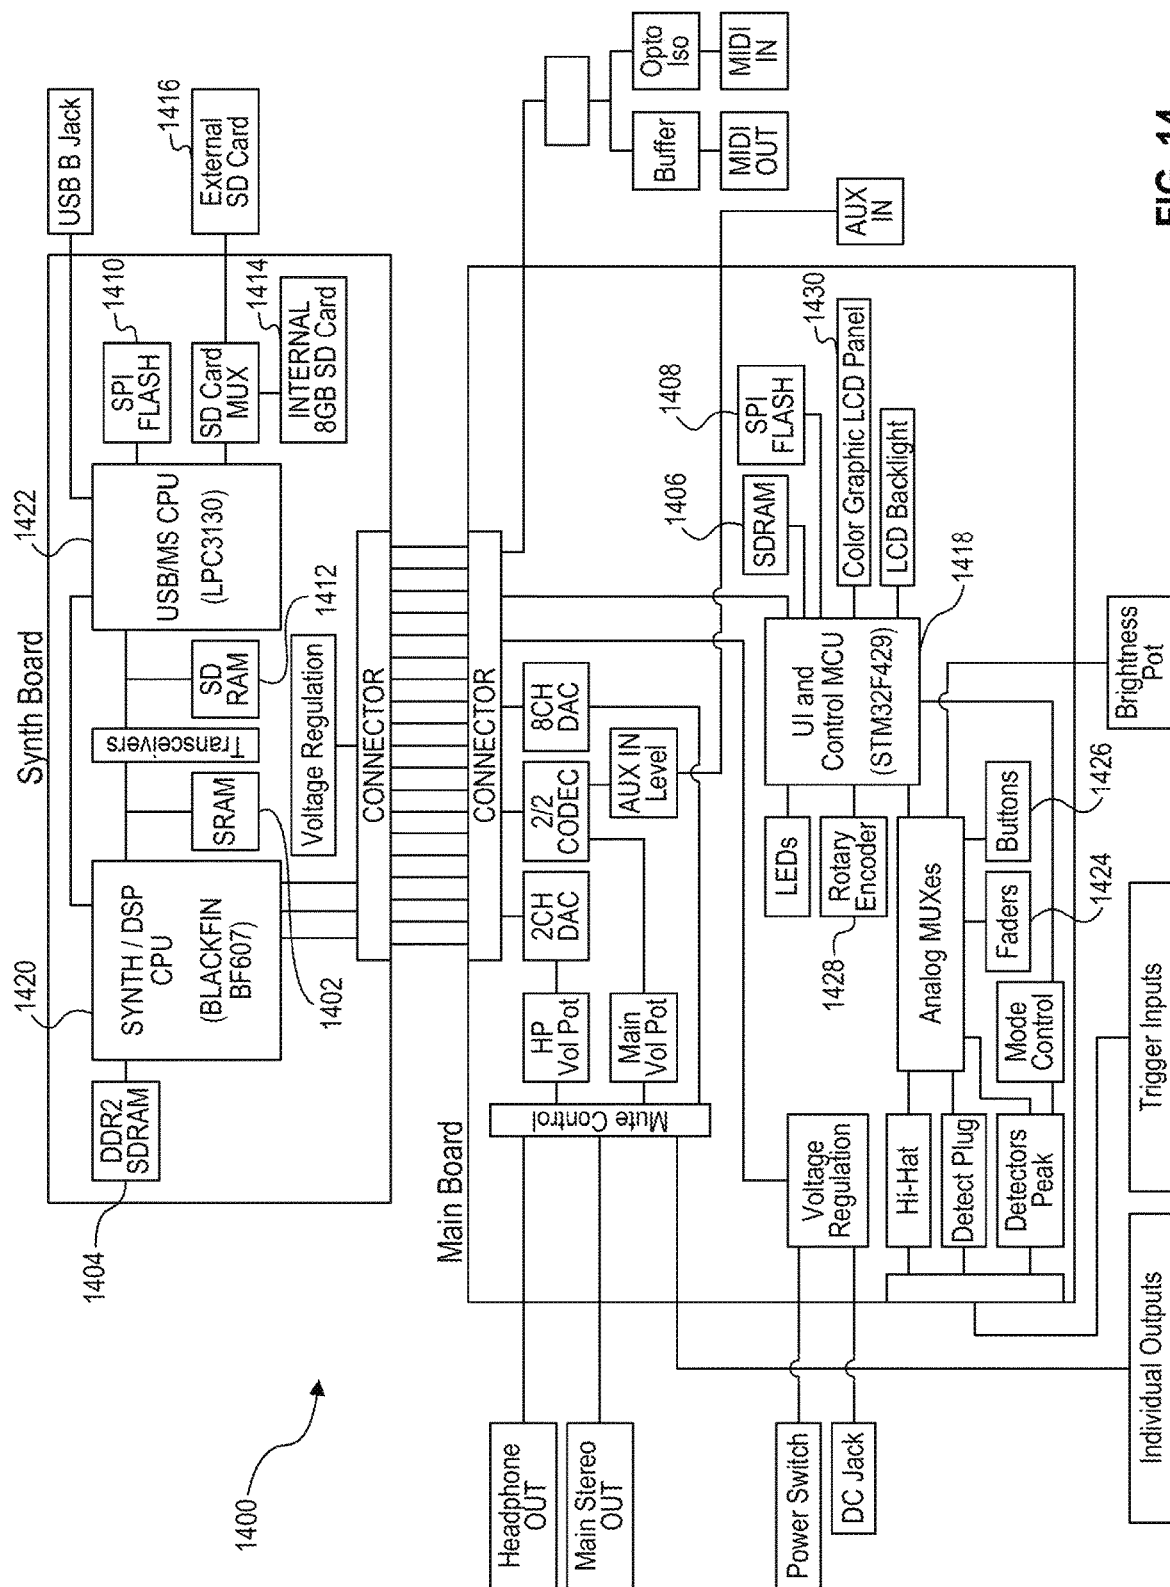 1400
Synth Board
1420
1422
1404
DDR2
SDRAM
SYNTH / DSP
CPU
(BLACKFIN
BF607)
1402
SRAM
Transceivers
SD
RAM
1412
Voltage Regulation
USB/MS CPU
(LPC3130)
SPI
FLASH
1410
SD Card
MUX
INTERNAL
8GB SD Card
1414
USB B Jack
External
SD Card
1416
CONNECTOR
Main Board
CONNECTOR
Headphone
OUT
Main Stereo
OUT
Mute Control
HP
Vol Pot
Main
Vol Pot
2CH
DAC
2/2
CODEC
8CH
DAC
AUX IN
Level
Opto
Iso
MIDI
IN
Buffer
MIDI
OUT
AUX
IN
Power Switch
DC Jack
Voltage
Regulation
Hi-Hat
Detect Plug
Detectors
Peak
Mode
Control
Analog MUXes
Faders
1424
Buttons
1426
LEDs
Rotary
Encoder
1428
UI and
Control MCU
(STM32F429)
1418
SDRAM
1406
SPI
FLASH
1408
Color Graphic LCD Panel
1430
LCD Backlight
Brightness
Pot
Individual Outputs
Trigger Inputs
FIG. 14